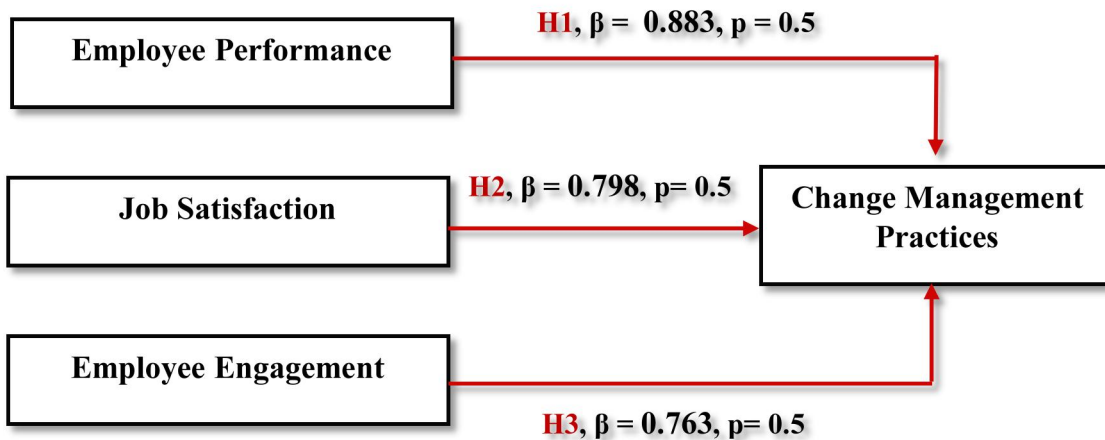 H1, β = 0.883, p = 0.5
Employee Performance
H2, β = 0.798, p= 0.5
Job Satisfaction
Change Management
Practices
Employee Engagement
H3, β = 0.763, p= 0.5